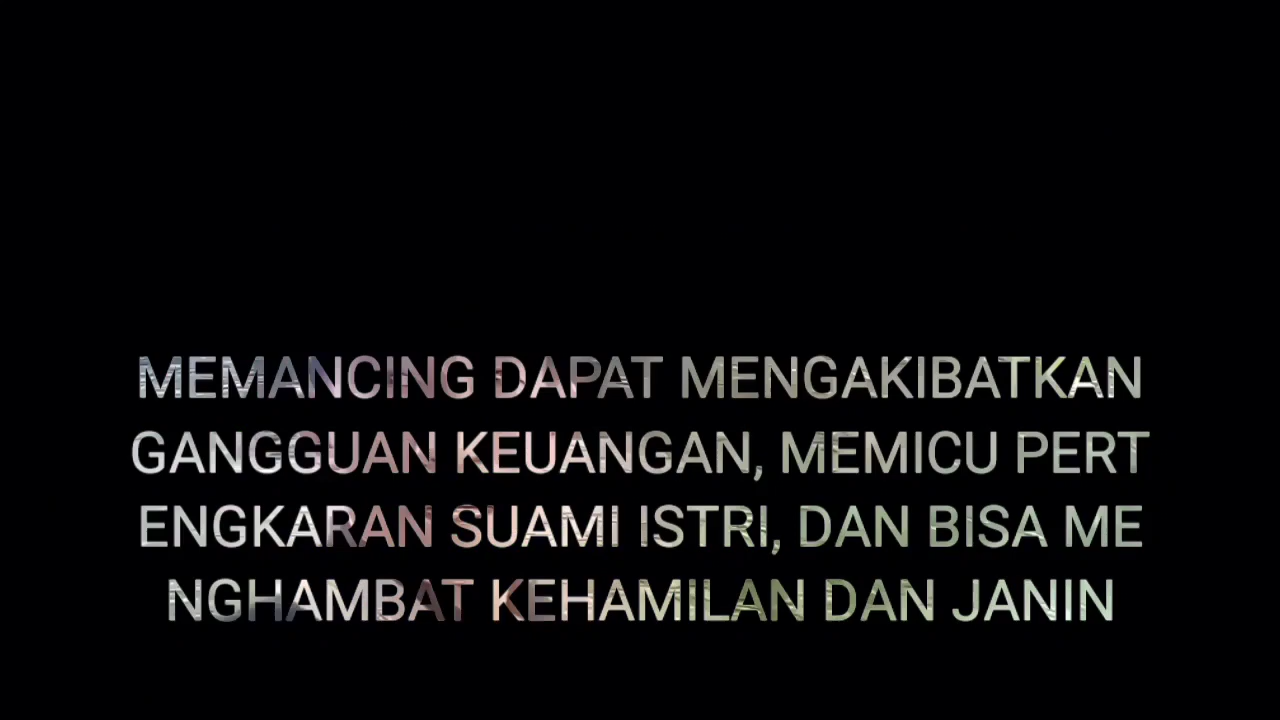 MEMANCING DAPAT MENGAKIBATKAN
GANGGUAN KEUANGAN, MEMICU PERT
ENGKARAN SUAMI ISTRI, DAN BISA ME
NGHAMBAT KEHAMILAN DAN JANIN